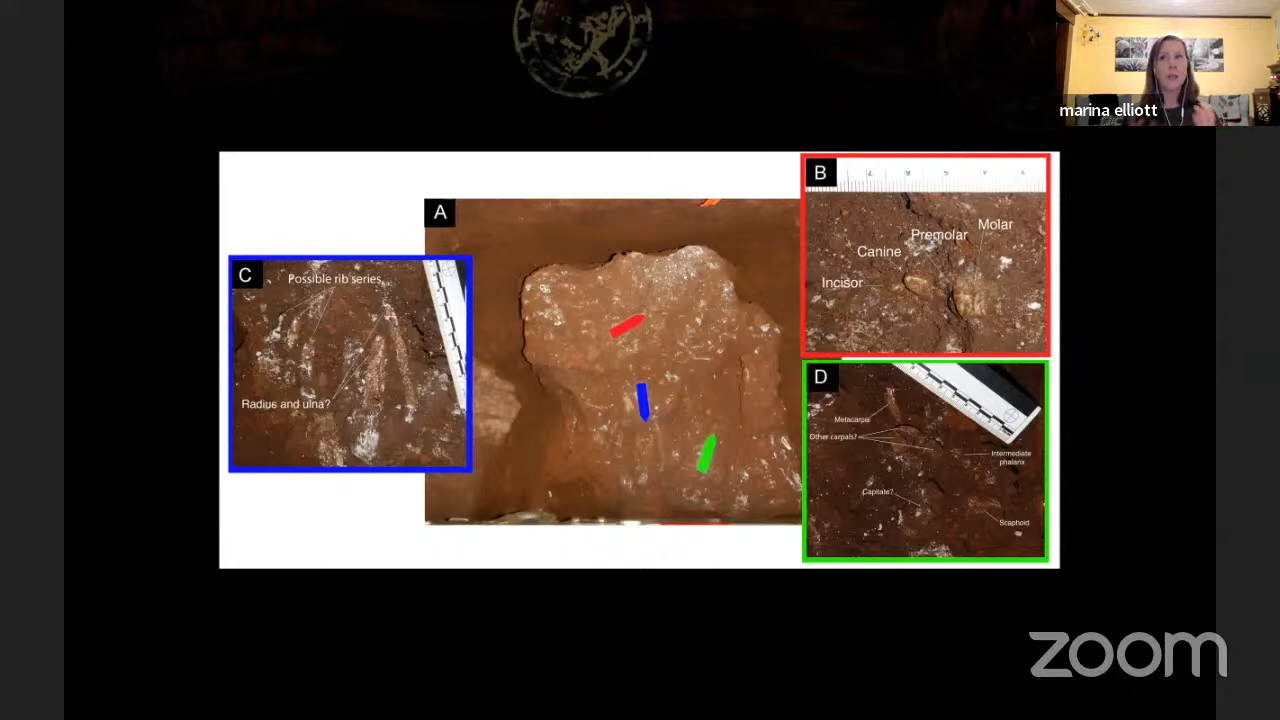 marina elliott
A
B
Molar
Premolar
Canine
Incisor
C
Possible rib series
Radius and ulna?
D
Metacarpal
Other carpals?
Intermediate
phalanx
Capitate?
Scaphoid
zoom